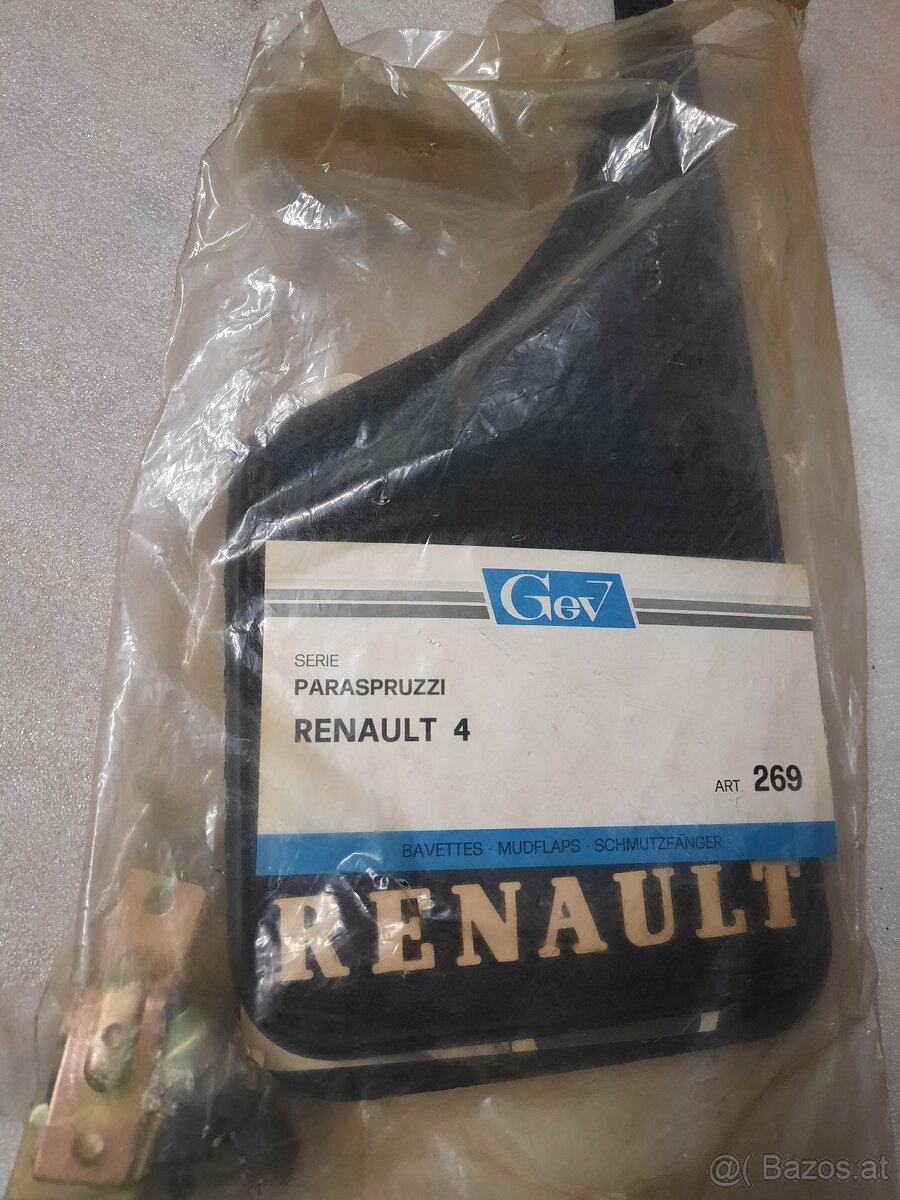 Gev
SERIE
PARASPRUZZI
RENAULT 4
ART. 269
BAVETTES - MUDFLAPS - SCHMUTZFÄNGER
RENAULT
@( Bazos.at